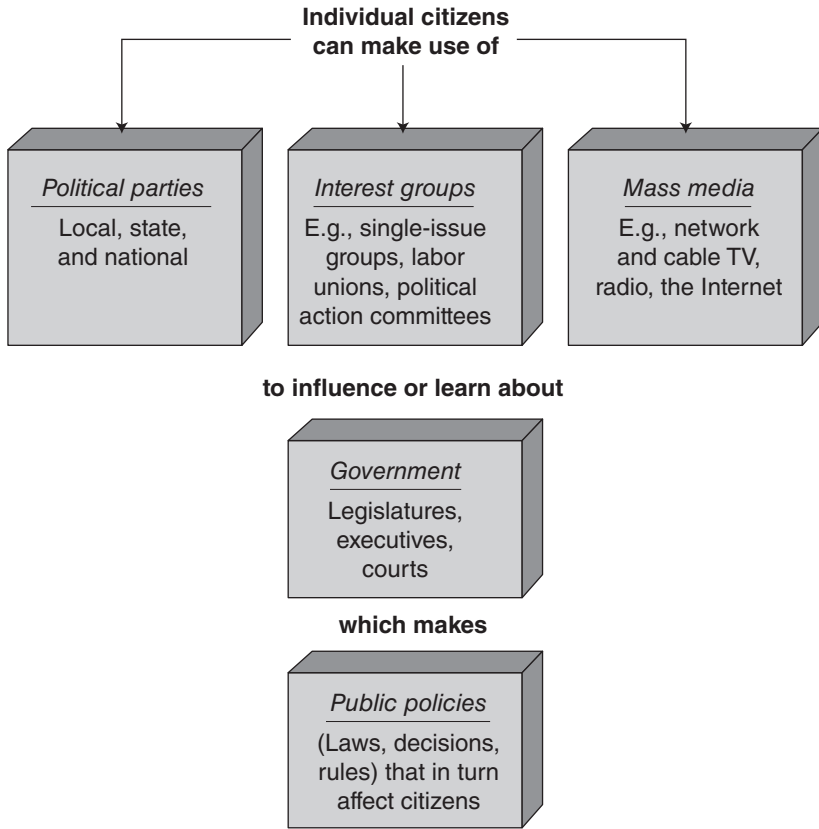 Individual citizens
can make use of
Political parties
Local, state,
and national
Interest groups
E.g., single-issue
groups, labor
unions, political
action committees
Mass media
E.g., network
and cable TV,
radio, the Internet
to influence or learn about
Government
Legislatures,
executives,
courts
which makes
Public policies
(Laws, decisions,
rules) that in turn
affect citizens